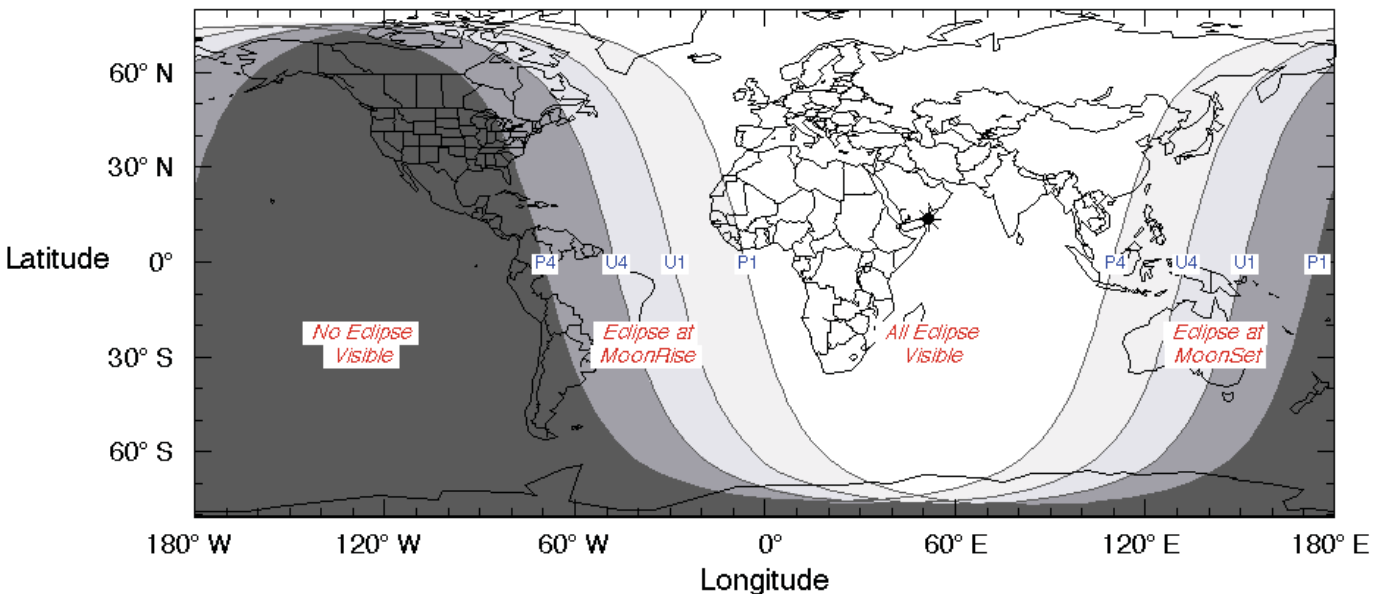 60° N
30° N
Latitude
0°
30° S
60° S
P4
U4
U1
P1
P4
U4
U1
P1
No Eclipse
Visible
Eclipse at
MoonRise
All Eclipse
Visible
Eclipse at
MoonSet
180° W
120° W
60° W
0°
60° E
120° E
180° E
Longitude